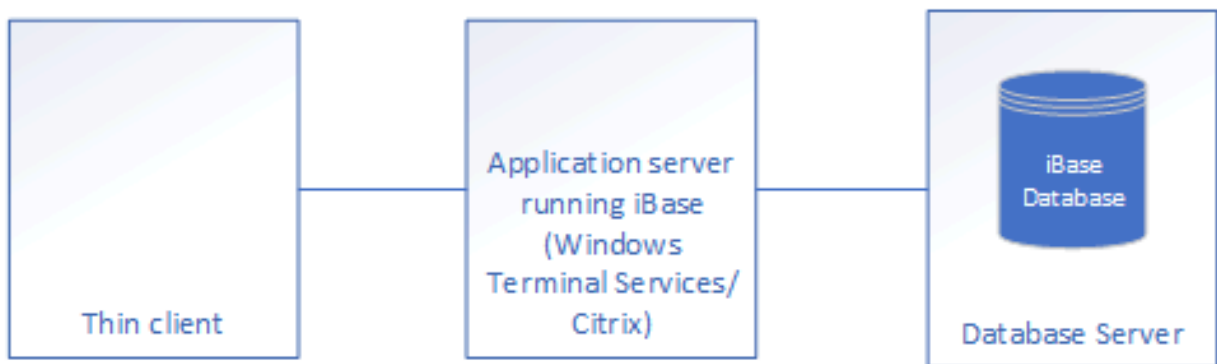 Thin client
Application server
running iBase
(Windows
Terminal Services/
Citrix)
iBase
Database
Database Server